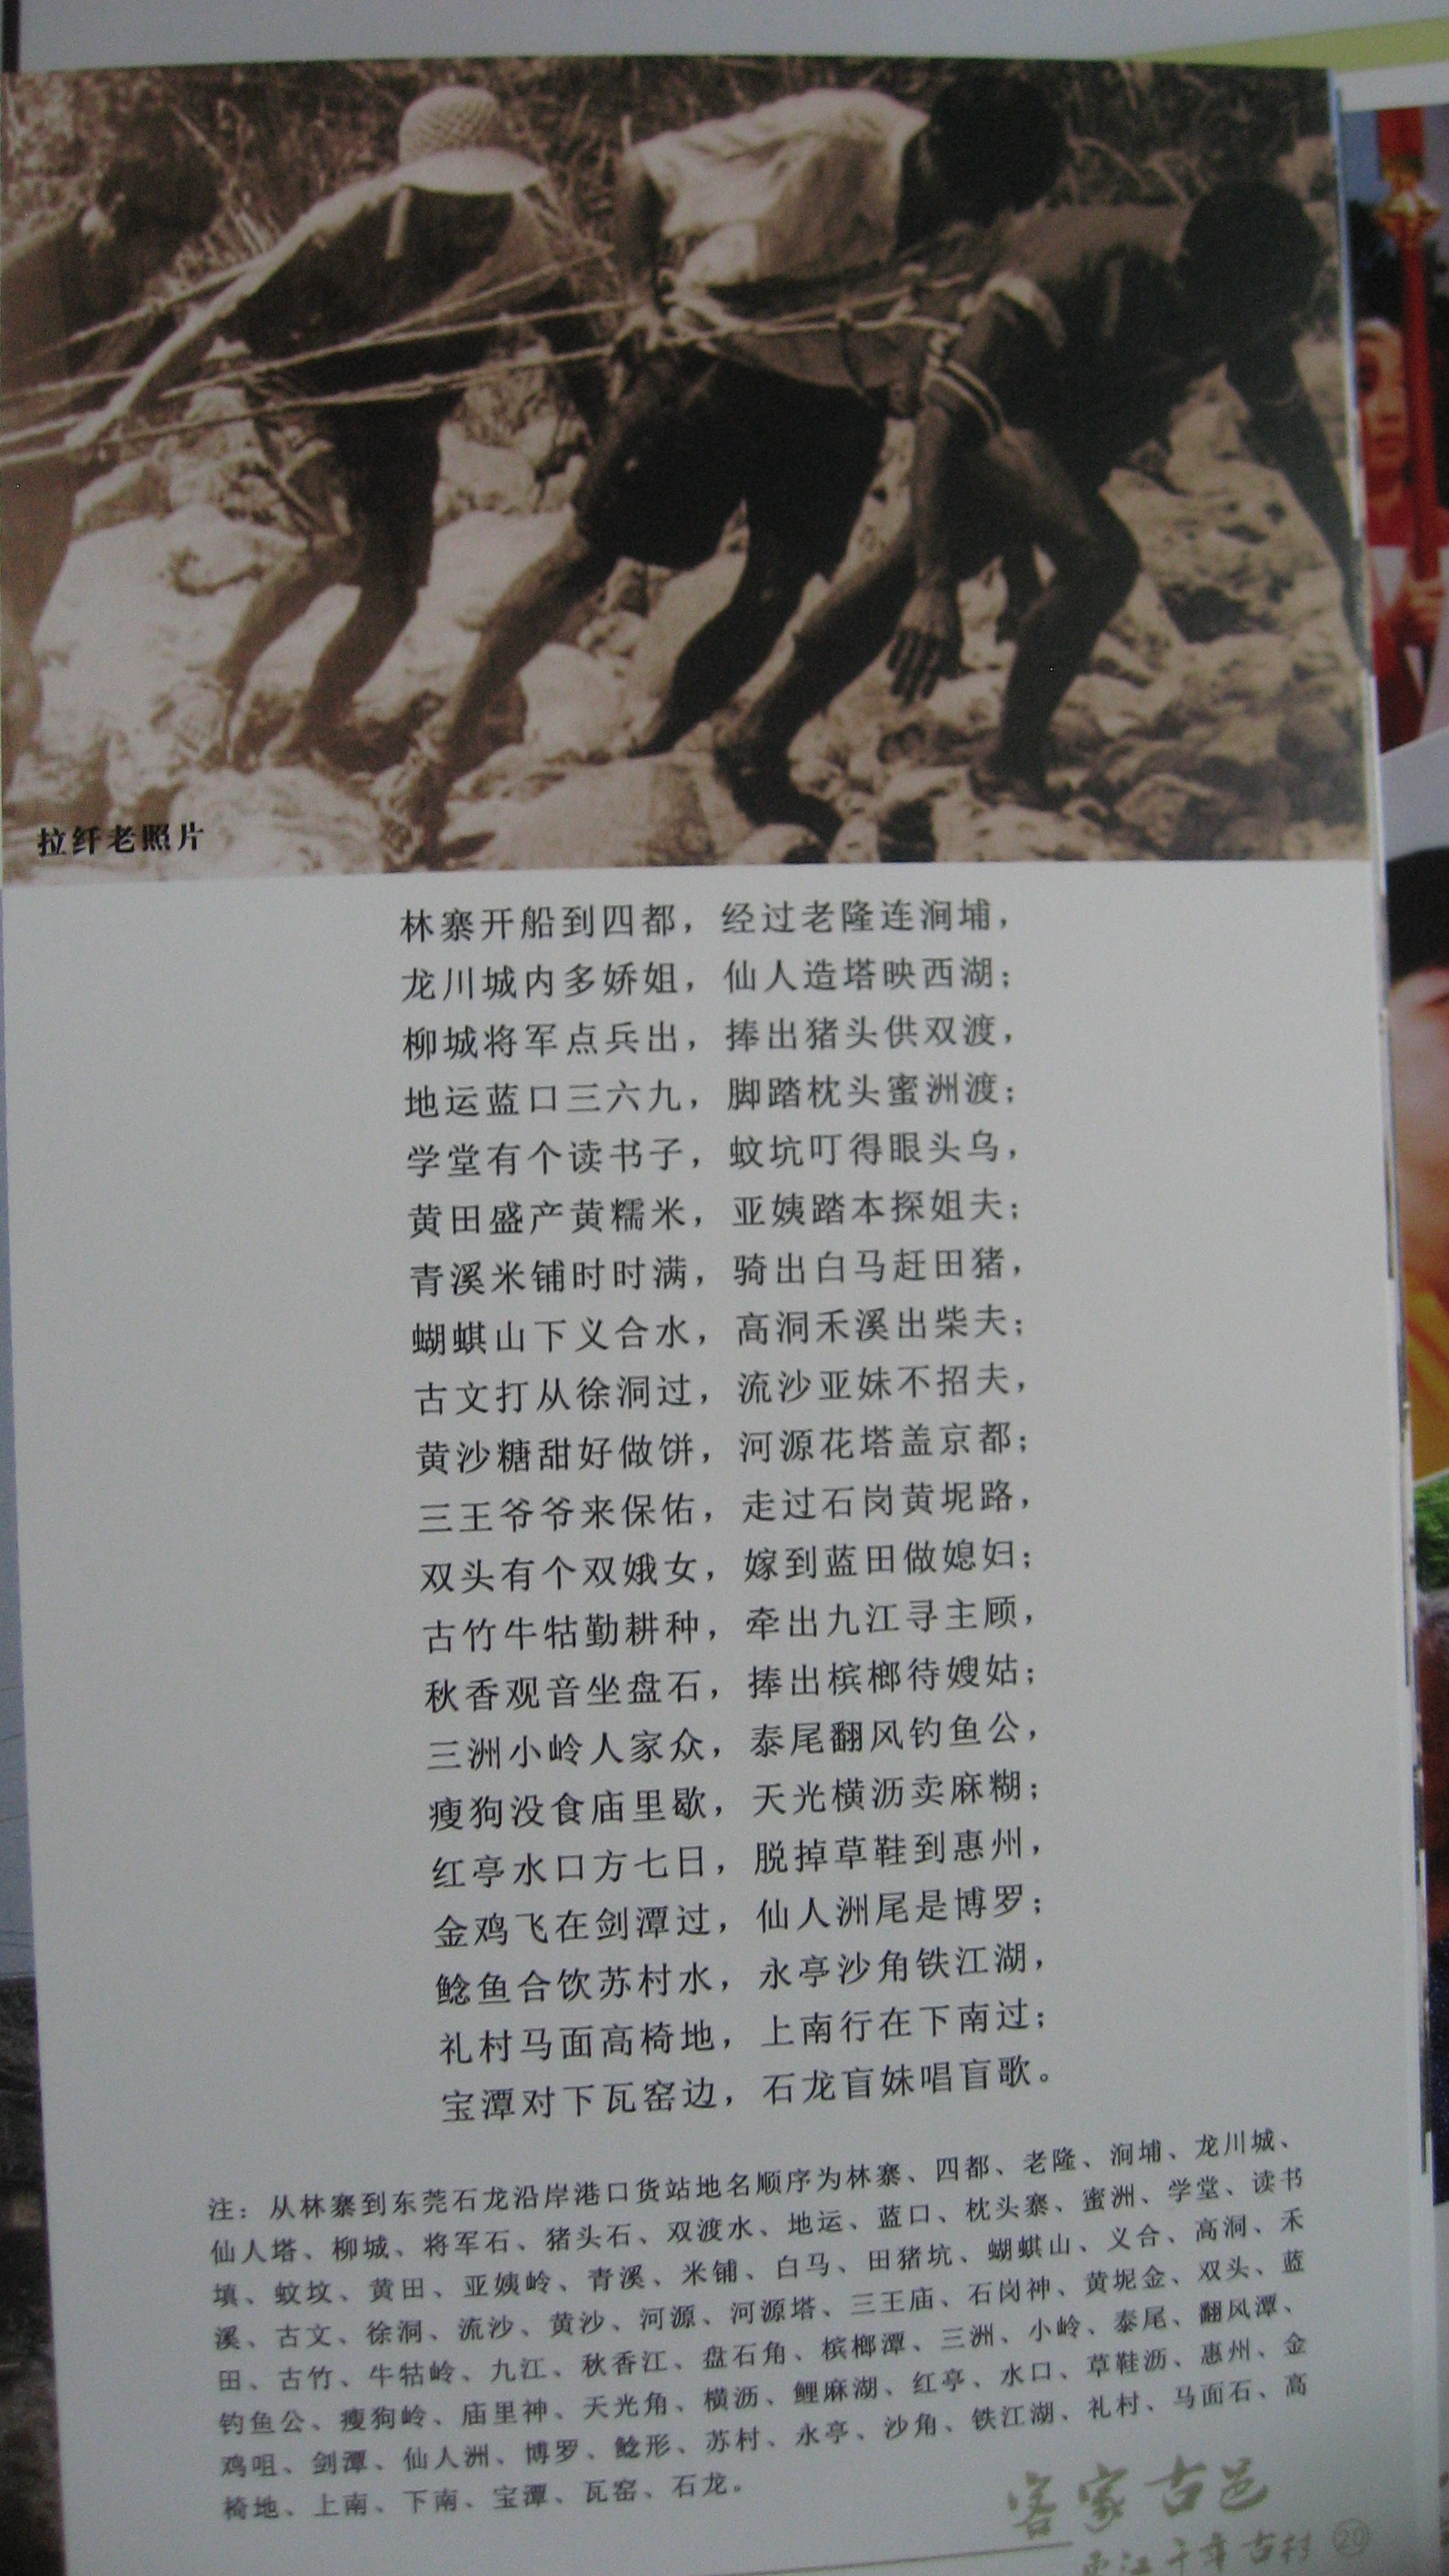 拉纤老照片
林寨开船到四都，经过老隆连涧埔，
龙川城内多娇姐，仙人造塔映西湖；
柳城将军点兵出，捧出猪头供双渡，
地运蓝口三六九，脚踏枕头蜜洲渡；
学堂有个读书子，蚊坑叮得眼头乌，
黄田盛产黄糯米，亚姨踏本探姐夫；
青溪米铺时时满，骑出白马赶田猪，
蝴蜞山下义合水，高洞禾溪出柴夫；
古文打从徐洞过，流沙亚妹不招夫，
黄沙糖甜好做饼，河源花塔盖京都；
三王爷爷来保佑，走过石岗黄坭路，
双头有个双娥女，嫁到蓝田做媳妇；
古竹牛牯勤耕种，牵出九江寻主顾，
秋香观音坐盘石，捧出槟榔待嫂姑；
三洲小岭人家众，泰尾翻风钓鱼公，
瘦狗没食庙里歇，天光横沥卖麻糊；
红亭水口方七日，脱掉草鞋到惠州，
金鸡飞在剑潭过，仙人洲尾是博罗；
鲶鱼合饮苏村水，永亭沙角铁江湖，
礼村马面高椅地，上南行在下南过；
宝潭对下瓦窑边，石龙盲妹唱盲歌。
注：从林寨到东莞石龙沿岸港口货站地名顺序为林寨、四都、老隆、涧埔、龙川城、
仙人塔、柳城、将军石、猪头石、双渡水、地运、蓝口、枕头寨、蜜洲、学堂、读书
填、蚊坟、黄田、亚姨岭、青溪、米铺、白马、田猪坑、蝴蜞山、义合、高洞、禾
溪、古文、徐洞、流沙、黄沙、河源、河源塔、三王庙、石岗神、黄坭金、双头、蓝
田、古竹、牛牯岭、九江、秋香江、盘石角、槟榔潭、三洲、小岭、泰尾、翻风潭、
钓鱼公、瘦狗岭、庙里神、天光角、横沥、鲤麻湖、红亭、水口、草鞋沥、惠州、金
鸡咀、剑潭、仙人洲、博罗、鲶形、苏村、永亭、沙角、铁江湖、礼村、马面石、高
椅地、上南、下南、宝潭、瓦窑、石龙。
客家古邑
千年古村
20